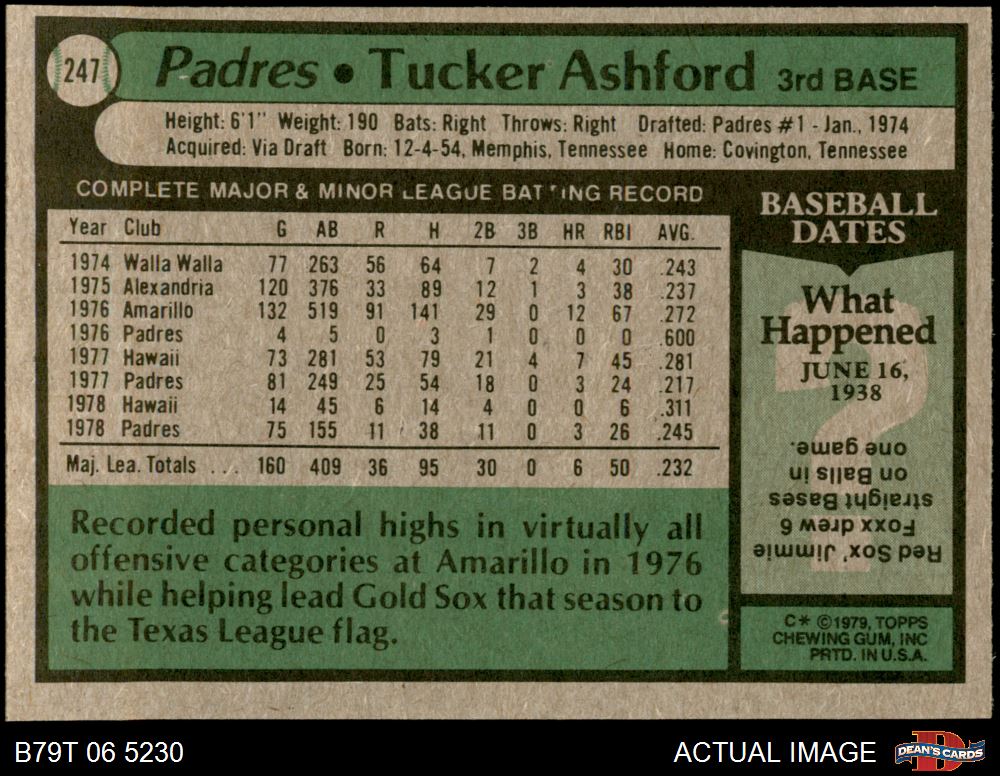 247
Padres • Tucker Ashford 3rd BASE
Height: 6'1" Weight: 190 Bats: Right Throws: Right Drafted: Padres #1 - Jan., 1974
Acquired: Via Draft Born: 12-4-54, Memphis, Tennessee Home: Covington, Tennessee
COMPLETE MAJOR & MINOR LEAGUE BATTING RECORD
Year Club G AB R H 2B 3B HR RBI AVG.
1974 Walla Walla 77 263 56 64 7 2 4 30 .243
1975 Alexandria 120 376 33 89 12 1 3 38 .237
1976 Amarillo 132 519 91 141 29 0 12 67 .272
1976 Padres 4 5 0 3 1 0 0 0 .600
1977 Hawaii 73 281 53 79 21 4 7 45 .281
1977 Padres 81 249 25 54 18 0 3 24 .217
1978 Hawaii 14 45 6 14 4 0 0 6 .311
1978 Padres 75 155 11 38 11 0 3 26 .245
Maj. Lea. Totals ... 160 409 36 95 30 0 6 50 .232
Recorded personal highs in virtually all
offensive categories at Amarillo in 1976
while helping lead Gold Sox that season to
the Texas League flag.
BASEBALL
DATES
What
Happened
JUNE 16,
1938
Red Sox' Jimmie
Foxx drew 6
straight Bases
on Balls in
one game.
C* ©1979, TOPPS
CHEWING GUM, INC
PRTD. IN U.S.A.
B79T 06 5230
ACTUAL IMAGE
DEAN'S CARDS